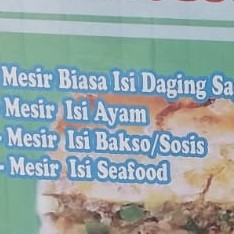 Mesir Biasa Isi Daging Sa
Mesir Isi Ayam
- Mesir Isi Bakso/Sosis
- Mesir Isi Seafood